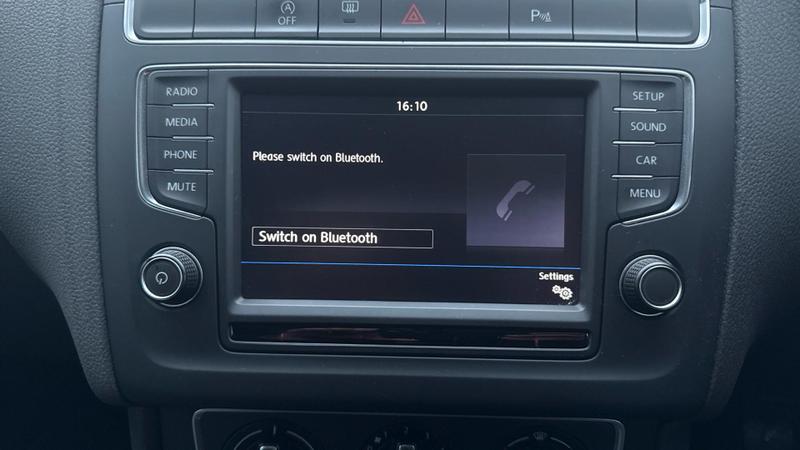 OFF
P
RADIO
MEDIA
PHONE
MUTE
16:10
Please switch on Bluetooth.
Switch on Bluetooth
Settings
SETUP
SOUND
CAR
MENU